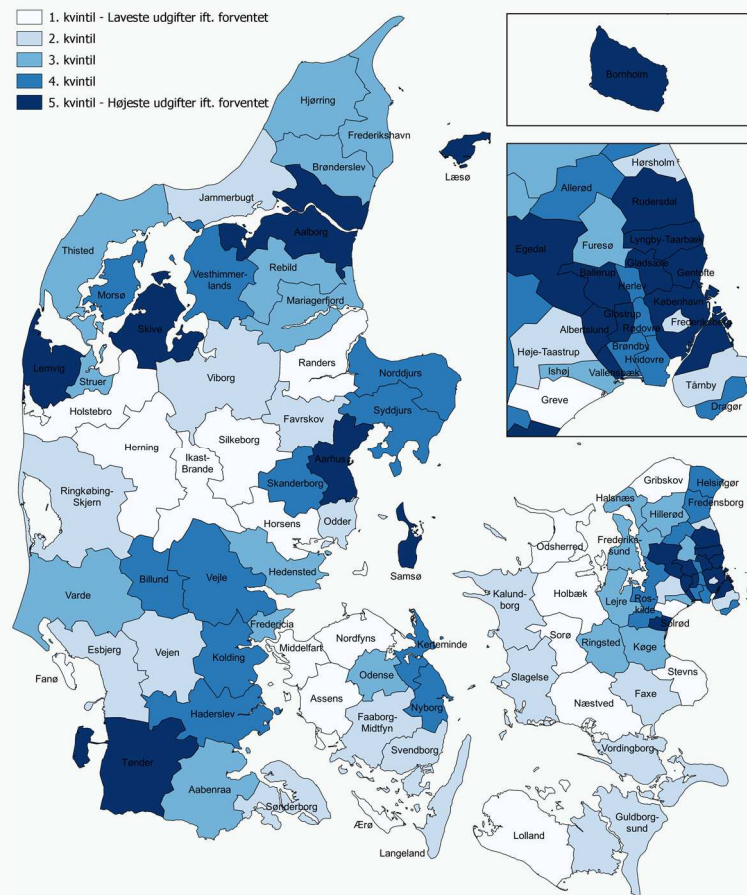 1. kvintil - Laveste udgifter ift. forventet
2. kvintil
3. kvintil
4. kvintil
5. kvintil - Højeste udgifter ift. forventet
Bornholm
Hjørring
Frederikshavn
Brønderslev
Læsø
Jammerbugt
Aalborg
Thisted
Vesthimmer-
lands
Rebild
Morsø
Mariagerfjord
Skive
Lemvig
Struer
Viborg
Randers
Norddjurs
Holstebro
Favrskov
Syddjurs
Herning
Ikast-
Brande
Silkeborg
Aarhus
Skanderborg
Ringkøbing-
Skjern
Horsens
Odder
Samsø
Hedensted
Billund
Vejle
Varde
Fredericia
Esbjerg
Vejen
Kolding
Middelfart
Nordfyns
Kerteminde
Fanø
Odense
Assens
Nyborg
Haderslev
Faaborg-
Midtfyn
Tønder
Svendborg
Aabenraa
Sønderborg
Ærø
Langeland
Hørsholm
Allerød
Rudersdal
Egedal
Furesø
Lyngby-Taarbæk
Gladsaxe
Ballerup
Gentofte
Herlev
København
Glostrup
Frederiksberg
Albertslund
Rødovre
Brøndby
Høje-Taastrup
Hvidovre
Ishøj
Vallensbæk
Tårnby
Greve
Dragør
Gribskov
Helsingør
Halsnæs
Fredensborg
Hillerød
Odsherred
Frederiks-
sund
Kalund-
borg
Holbæk
Lejre
Ros-
kilde
Solrød
Sorø
Ringsted
Køge
Slagelse
Stevns
Næstved
Faxe
Vordingborg
Guldborg-
sund
Lolland